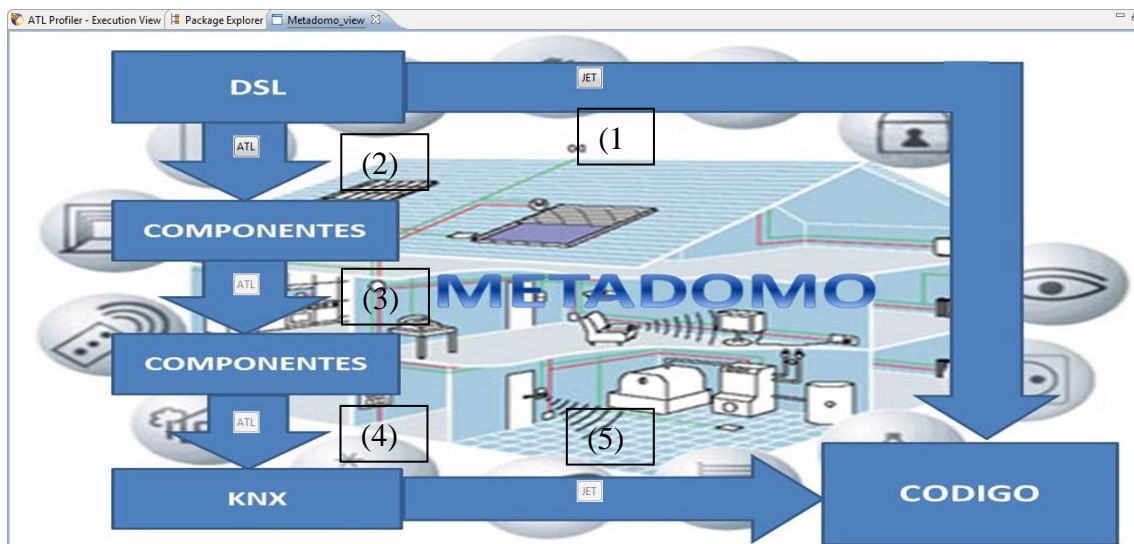 ATL Profiler - Execution View Package Explorer Metadomo_view
DSL
JET
(1
ATL
(2)
COMPONENTES
METADOMO
ATL
(3)
COMPONENTES
ATL
(4)
(5)
KNX
JET
CODIGO